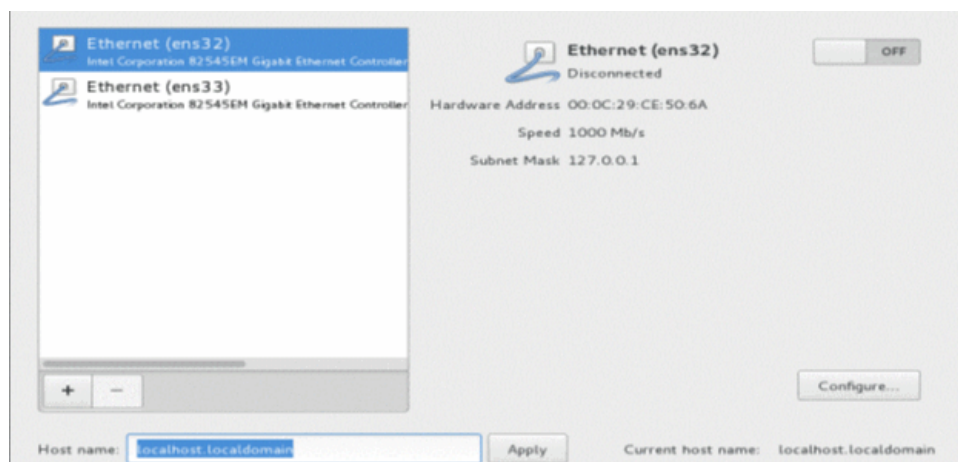 Ethernet (ens32)
Intel Corporation 82545EM Gigabit Ethernet Controller
Ethernet (ens33)
Intel Corporation 82545EM Gigabit Ethernet Controller
+ −
Ethernet (ens32)
Disconnected
OFF
Hardware Address 00:0C:29:CE:50:6A
Speed 1000 Mb/s
Subnet Mask 127.0.0.1
Configure...
Host name: localhost.localdomain Apply Current host name: localhost.localdomain